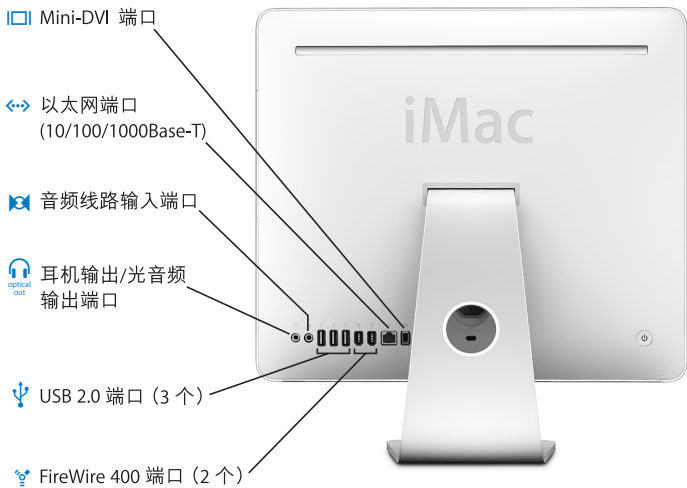 Mini-DVI 端口
iMac
以太网端口
(10/100/1000Base-T)
音频线路输入端口
optical
out
耳机输出/光音频
输出端口
USB 2.0 端口（3 个）
FireWire 400 端口（2 个）